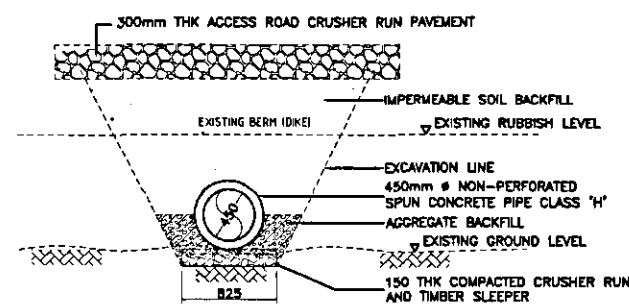 300mm THK ACCESS ROAD CRUSHER RUN PAVEMENT
IMPERMEABLE SOIL BACKFILL
EXISTING BERM (DIKE)
EXISTING RUBBISH LEVEL
EXCAVATION LINE
450mm ø NON-PERFORATED
SPUN CONCRETE PIPE CLASS "H"
450
AGGREGATE BACKFILL
EXISTING GROUND LEVEL
150 THK COMPACTED CRUSHER RUN
AND TIMBER SLEEPER
825